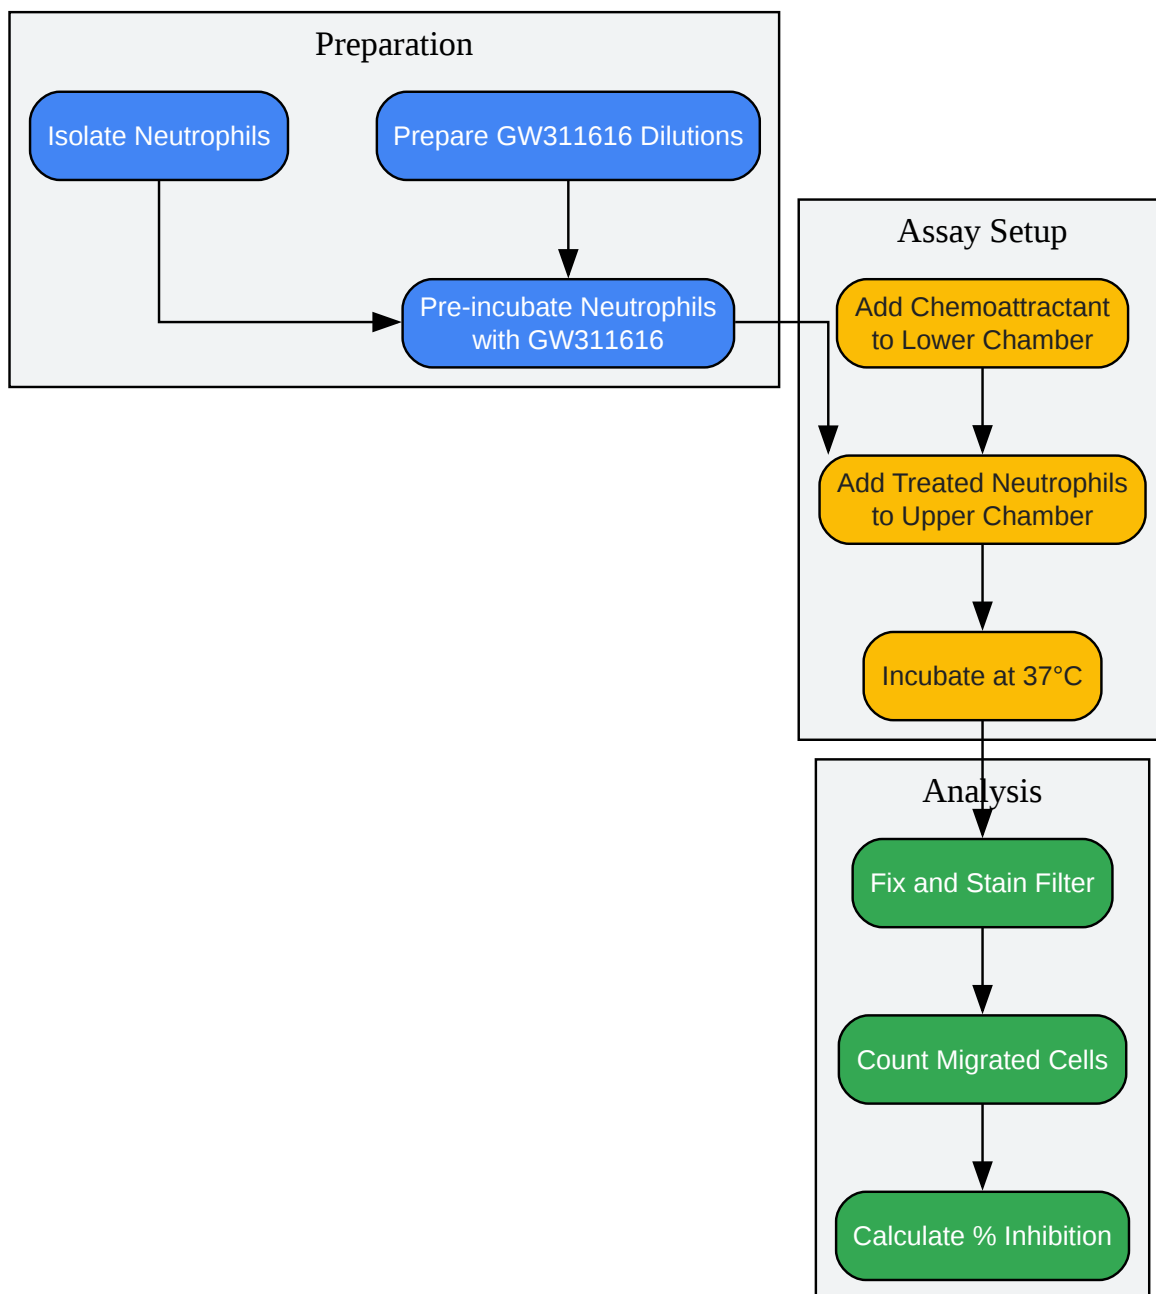 Preparation
Isolate Neutrophils
Prepare GW311616 Dilutions
Pre-incubate Neutrophils
with GW311616
Assay Setup
Add Chemoattractant
to Lower Chamber
Add Treated Neutrophils
to Upper Chamber
Incubate at 37°C
Analysis
Fix and Stain Filter
Count Migrated Cells
Calculate % Inhibition